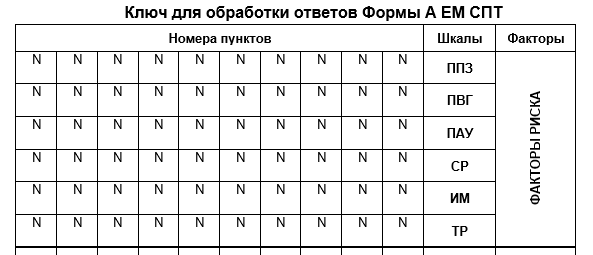 Ключ для обработки ответов Формы А ЕМ СПТ
Номера пунктов Шкалы Факторы
N N N N N N N N N N ППЗ
N N N N N N N N N N ПВГ
N N N N N N N N N N ПАУ
N N N N N N N N N N СР
N N N N N N N N N N ИМ
N N N N N N N N N N ТР
ФАКТОРЫ РИСКА